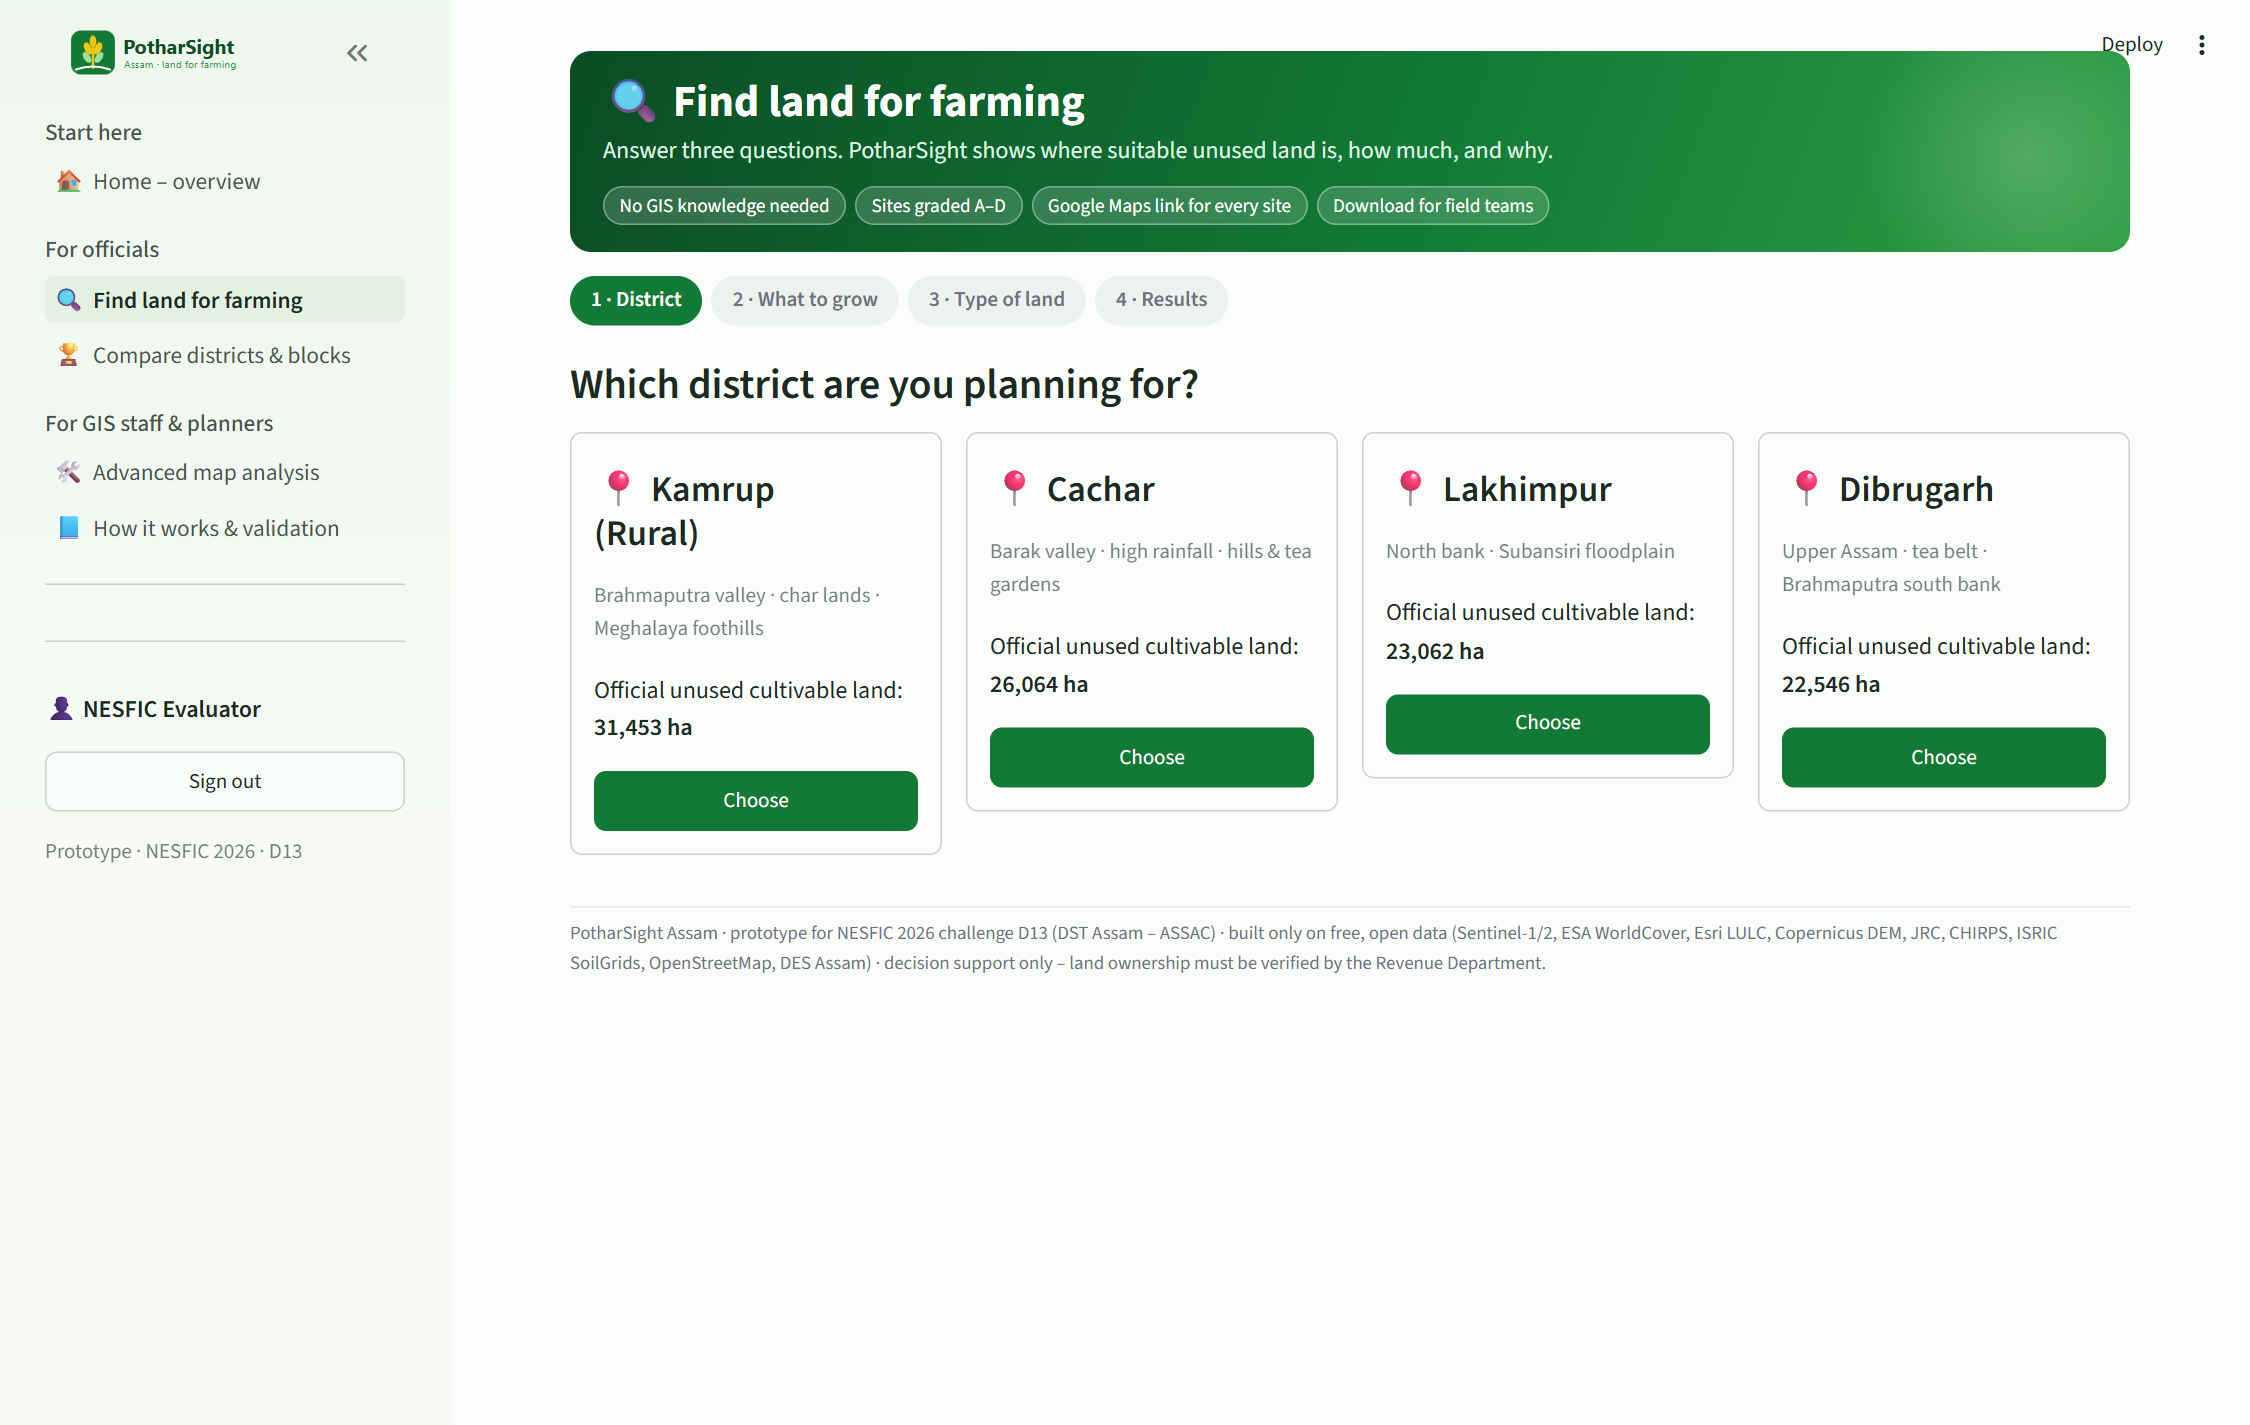 PotharSight
Assam · land for farming
Start here
Home – overview
For officials
Find land for farming
Compare districts & blocks
For GIS staff & planners
Advanced map analysis
How it works & validation
NESFIC Evaluator
Sign out
Prototype · NESFIC 2026 · D13
Deploy
Find land for farming
Answer three questions. PotharSight shows where suitable unused land is, how much, and why.
No GIS knowledge needed
Sites graded A–D
Google Maps link for every site
Download for field teams
1 · District
2 · What to grow
3 · Type of land
4 · Results
Which district are you planning for?
Kamrup
(Rural)
Brahmaputra valley · char lands ·
Meghalaya foothills
Official unused cultivable land:
31,453 ha
Choose
Cachar
Barak valley · high rainfall · hills & tea
gardens
Official unused cultivable land:
26,064 ha
Choose
Lakhimpur
North bank · Subansiri floodplain
Official unused cultivable land:
23,062 ha
Choose
Dibrugarh
Upper Assam · tea belt ·
Brahmaputra south bank
Official unused cultivable land:
22,546 ha
Choose
PotharSight Assam · prototype for NESFIC 2026 challenge D13 (DST Assam – ASSAC) · built only on free, open data (Sentinel-1/2, ESA WorldCover, Esri LULC, Copernicus DEM, JRC, CHIRPS, ISRIC
SoilGrids, OpenStreetMap, DES Assam) · decision support only – land ownership must be verified by the Revenue Department.